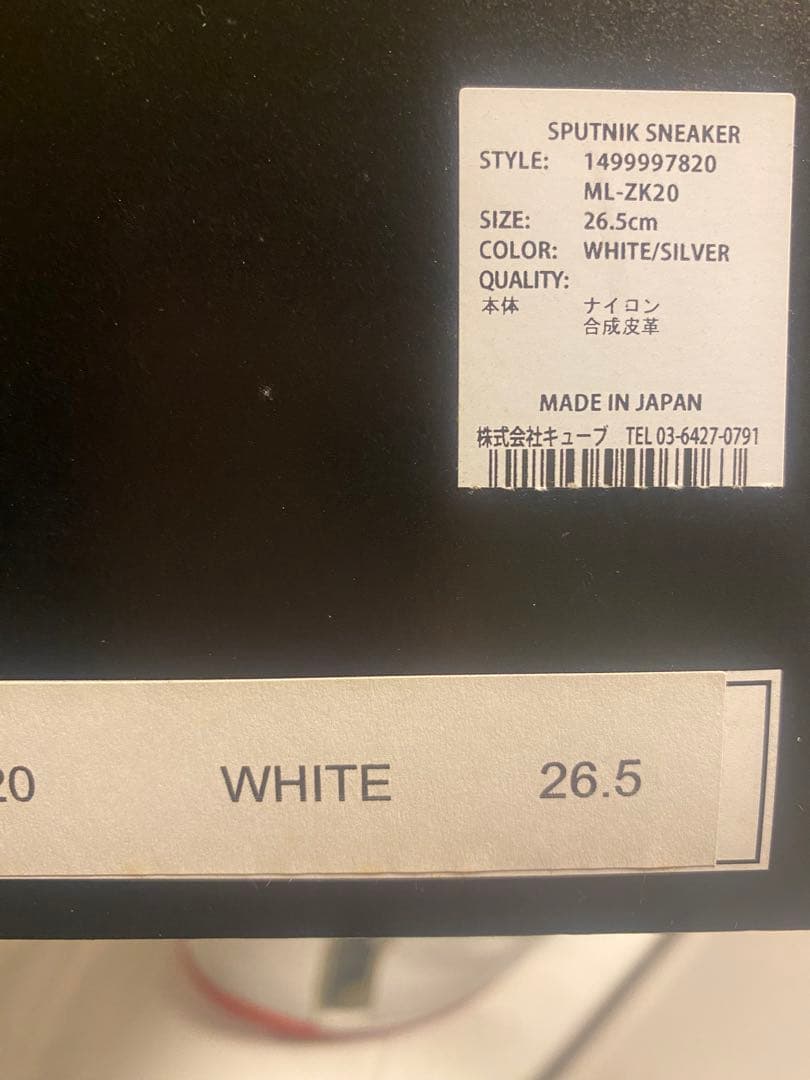 SPUTNIK SNEAKER
STYLE: 1499997820
ML-ZK20
SIZE: 26.5cm
COLOR: WHITE/SILVER
QUALITY:
本体 ナイロン
合成皮革
MADE IN JAPAN
株式会社キューブ TEL 03-6427-0791
20 WHITE 26.5